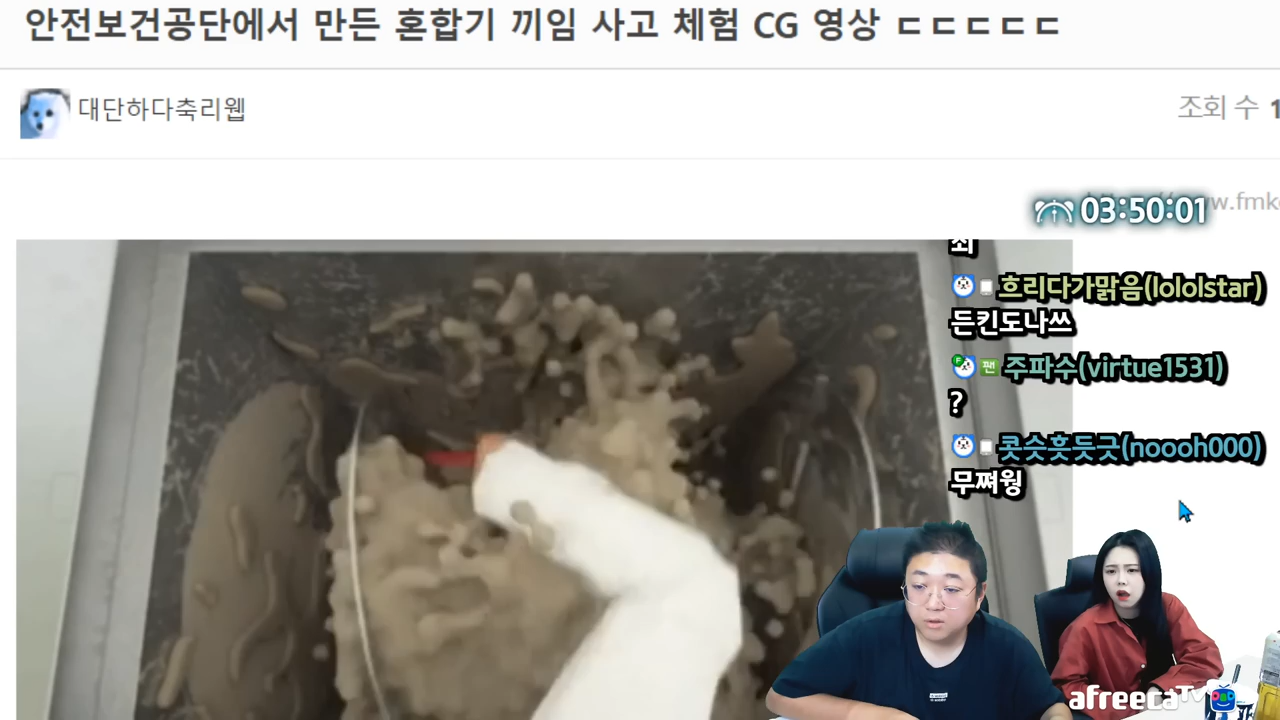 안전보건공단에서 만든 혼합기 끼임 사고 체험 CG 영상 ㄷㄷㄷㄷㄷ
대단하다축리웹
조회 수 1
03:50:01
흐리다가맑음(lololstar)
든킨도나쓰
주파수(virtue1531)
?
콧슷흣듯긋(noooh000)
무쪄웡
afreecaTV